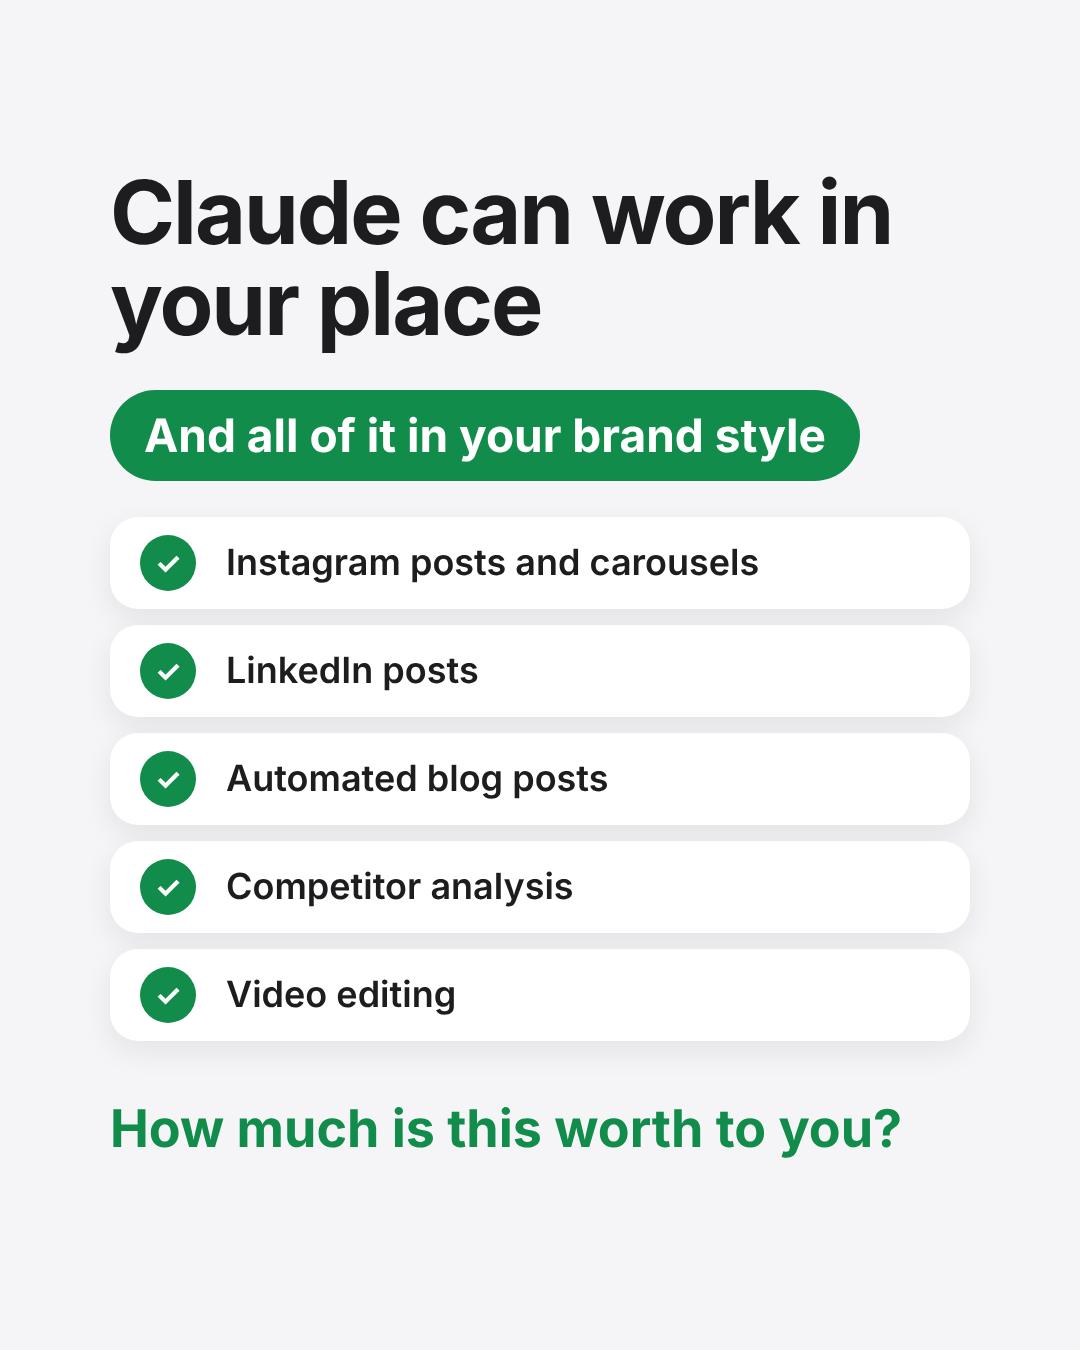 Claude can work in
your place
And all of it in your brand style
Instagram posts and carousels
LinkedIn posts
Automated blog posts
Competitor analysis
Video editing
How much is this worth to you?